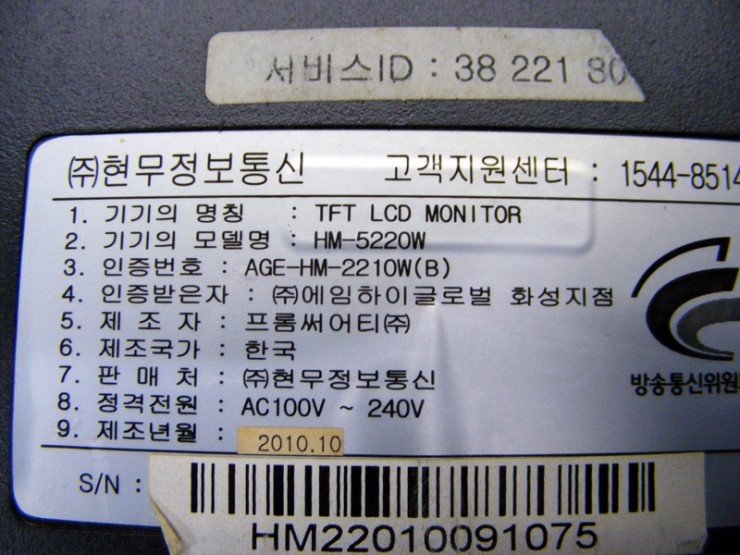 서비스ID : 38 221 80
(주)현무정보통신 고객지원센터 : 1544-8514
1. 기기의 명칭 : TFT LCD MONITOR
2. 기기의 모델명 : HM-5220W
3. 인증번호 : AGE-HM-2210W(B)
4. 인증받은자 : (주)에임하이글로벌 화성지점
5. 제 조 자 : 프롬써어티(주)
6. 제조국가 : 한국
7. 판 매 처 : (주)현무정보통신
8. 정격전원 : AC100V ~ 240V
9. 제조년월 : 2010.10
방송통신위원
S/N :
HM22010091075